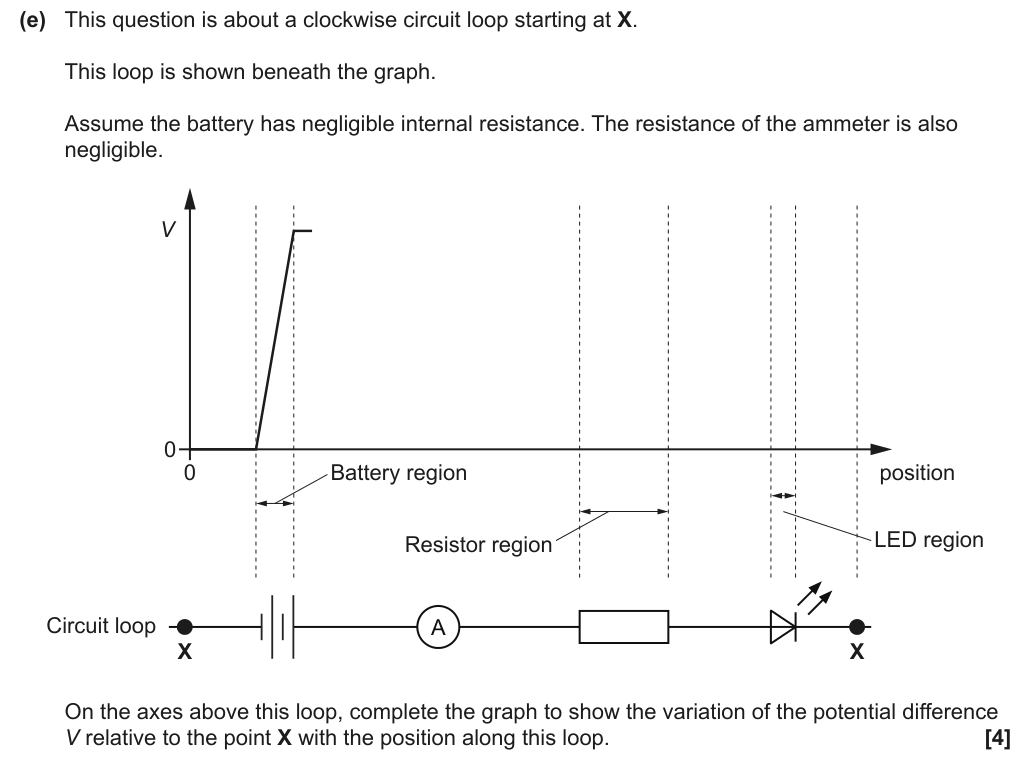 (e) This question is about a clockwise circuit loop starting at X.
This loop is shown beneath the graph.
Assume the battery has negligible internal resistance. The resistance of the ammeter is also
negligible.
V
0
0
position
Battery region
Resistor region
LED region
Circuit loop
A
X
X
On the axes above this loop, complete the graph to show the variation of the potential difference
V relative to the point X with the position along this loop. [4]